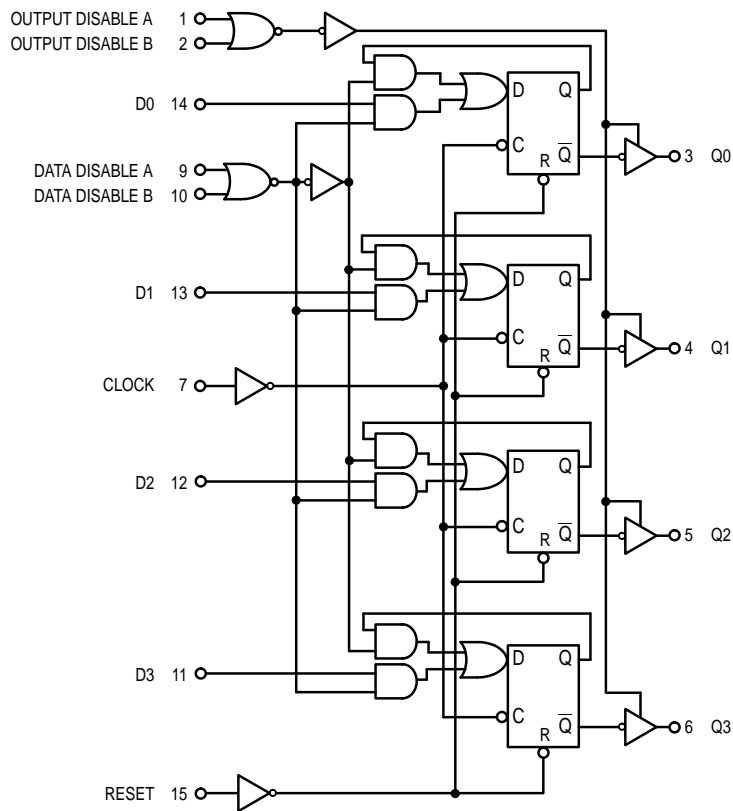 OUTPUT DISABLE A 1
OUTPUT DISABLE B 2
D0 14
D Q
C Q
R
3 Q0
DATA DISABLE A 9
DATA DISABLE B 10
D1 13
D Q
C Q
R
4 Q1
CLOCK 7
D2 12
D Q
C Q
R
5 Q2
D3 11
D Q
C Q
R
6 Q3
RESET 15